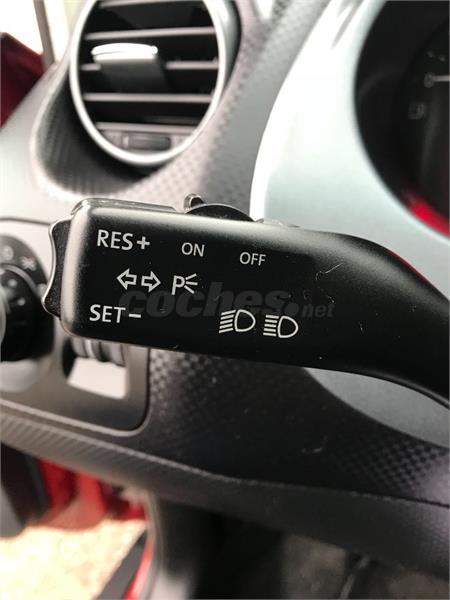 RES+ ON OFF
P
SET−
coches.net